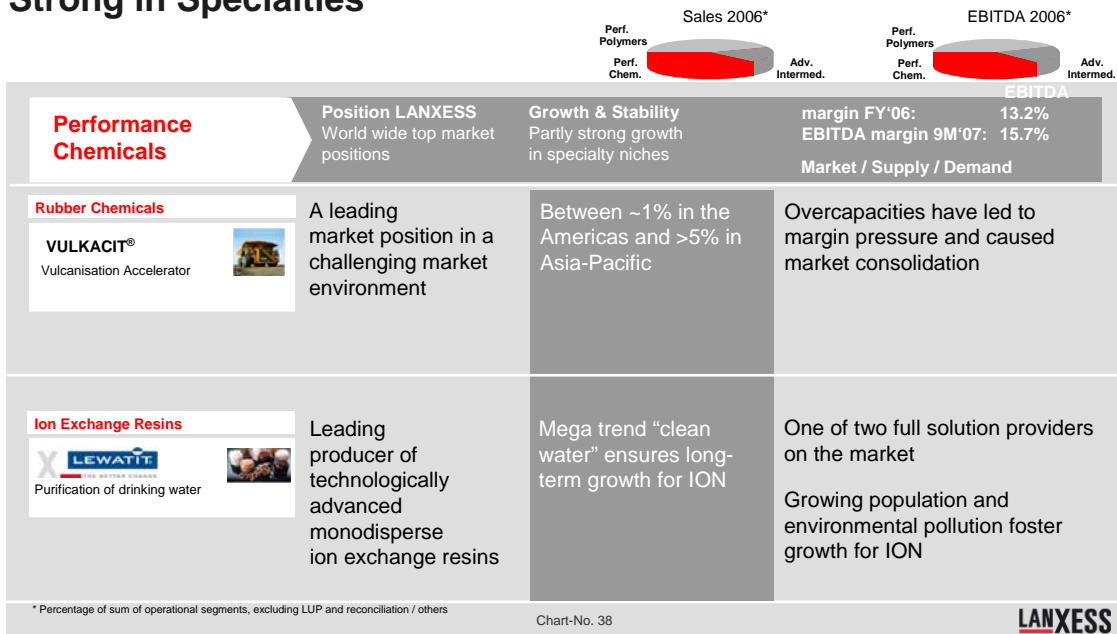 Strong in Specialties
Sales 2006*
Perf.
Polymers
Perf.
Chem.
Adv.
Intermed.
EBITDA 2006*
Perf.
Polymers
Perf.
Chem.
Adv.
Intermed.
Performance
Chemicals
Position LANXESS
World wide top market
positions
Growth & Stability
Partly strong growth
in specialty niches
EBITDA
margin FY‘06: 13.2%
EBITDA margin 9M‘07: 15.7%
Market / Supply / Demand
Rubber Chemicals
VULKACIT®
Vulcanisation Accelerator
A leading
market position in a
challenging market
environment
Between ~1% in the
Americas and >5% in
Asia-Pacific
Overcapacities have led to
margin pressure and caused
market consolidation
Ion Exchange Resins
X LEWATIT
THE BETTER CHANGE
Purification of drinking water
Leading
producer of
technologically
advanced
monodisperse
ion exchange resins
Mega trend “clean
water” ensures long-
term growth for ION
One of two full solution providers
on the market
Growing population and
environmental pollution foster
growth for ION
* Percentage of sum of operational segments, excluding LUP and reconciliation / others
Chart-No. 38
LANXESS